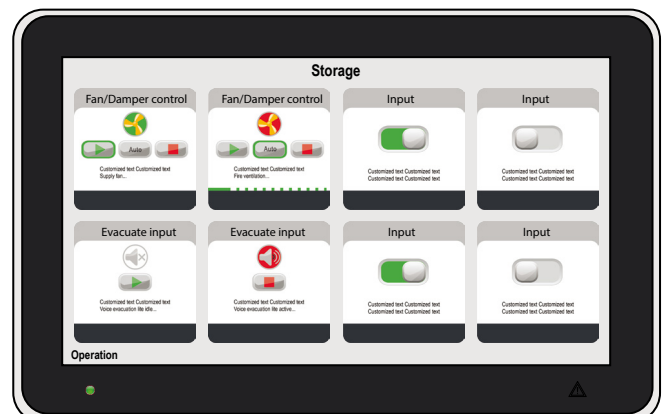 Storage
Fan/Damper control
Auto
Customized text Customized text
Supply fan...
Fan/Damper control
Auto
Customized text Customized text
Fire ventilation...
Input
Customized text Customized text
Customized text Customized text
Input
Customized text Customized text
Customized text Customized text
Evacuate input
Customized text Customized text
Voice evacuation file idle...
Evacuate input
Customized text Customized text
Voice evacuation file active...
Input
Customized text Customized text
Customized text Customized text
Input
Customized text Customized text
Customized text Customized text
Operation